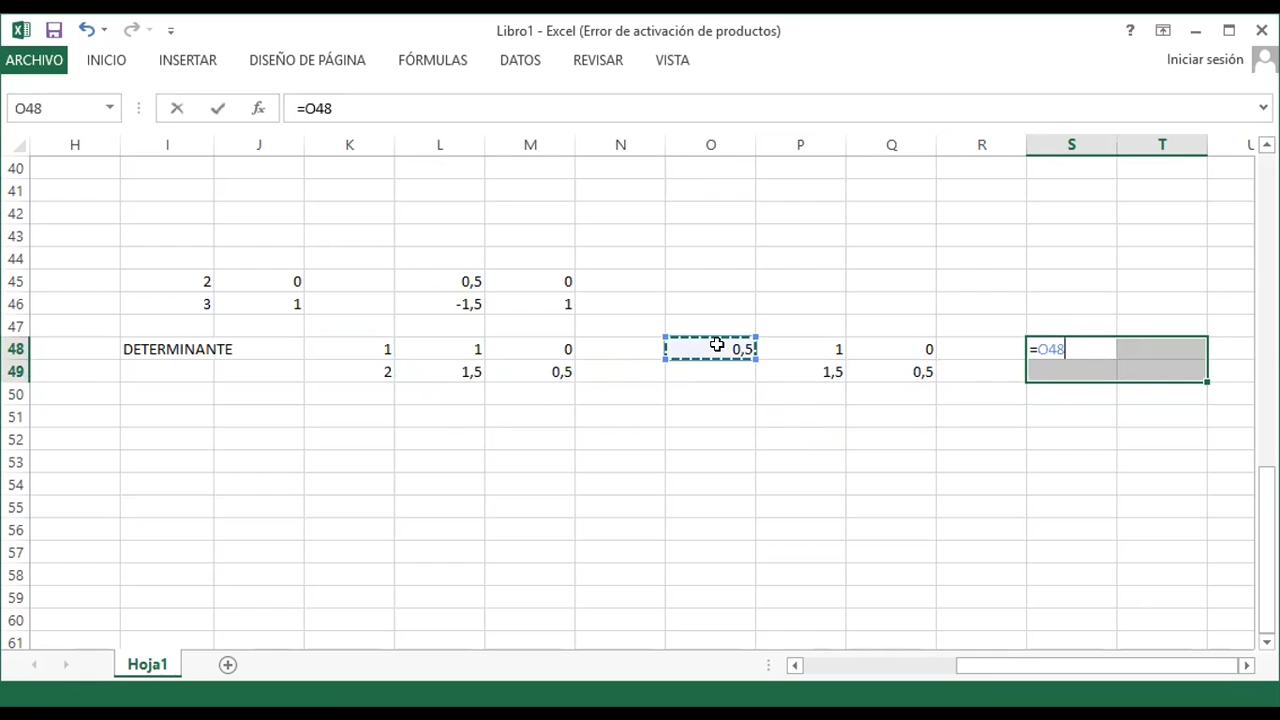 Libro1 - Excel (Error de activación de productos)
ARCHIVO INICIO INSERTAR DISEÑO DE PÁGINA FÓRMULAS DATOS REVISAR VISTA Iniciar sesión
O48 fx =O48
H I J K L M N O P Q R S T U
40
41
42
43
44
45 2 0 0,5 0
46 3 1 -1,5 1
47
48 DETERMINANTE 1 1 0 0,5 1 0 =O48
49 2 1,5 0,5 1,5 0,5
50
51
52
53
54
55
56
57
58
59
60
61
Hoja1